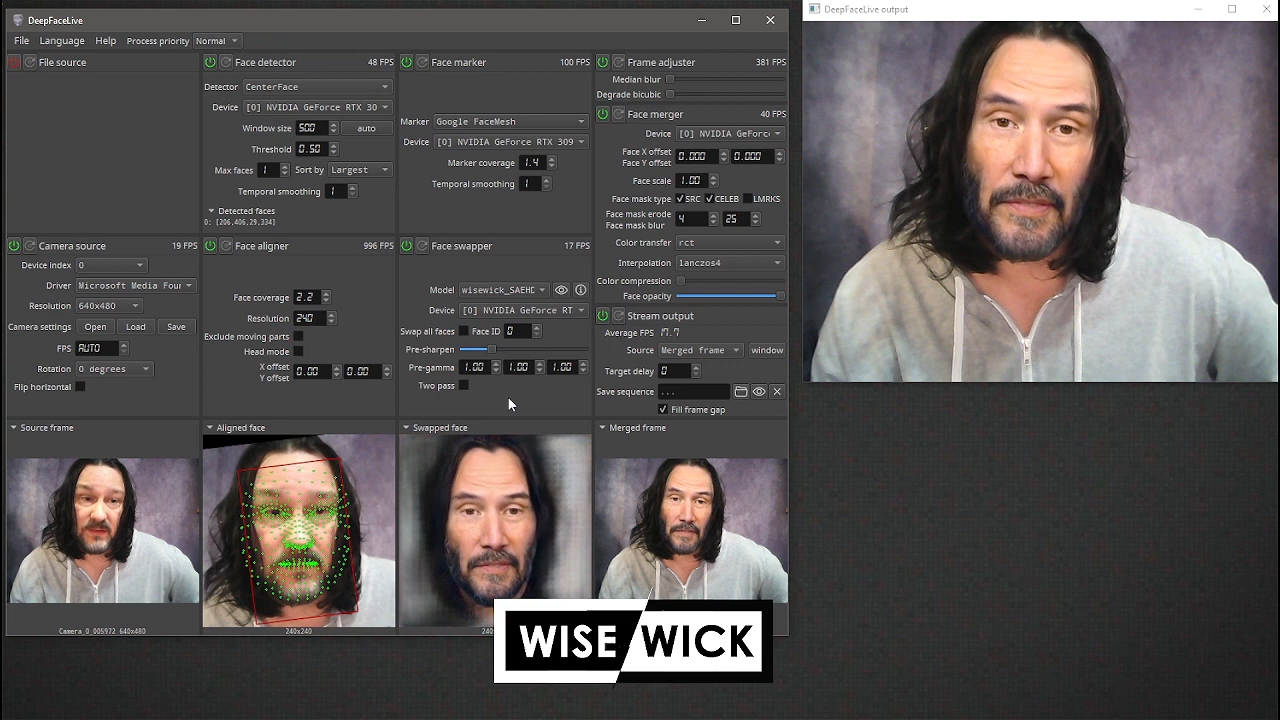 DeepFaceLive
File Language Help Process priority Normal
File source
Face detector 48 FPS
Detector CenterFace
Device [0] NVIDIA GeForce RTX 30
Window size 500 auto
Threshold 0.50
Max faces 1 Sort by Largest
Temporal smoothing 1
Detected faces
0: [206,406,29,334]
Face marker 100 FPS
Marker Google FaceMesh
Device [0] NVIDIA GeForce RTX 309
Marker coverage 1.4
Temporal smoothing 1
Frame adjuster 381 FPS
Median blur
Degrade bicubic
Face merger 40 FPS
Device [0] NVIDIA GeForc
Face X offset
Face Y offset
0.000 0.000
Face scale 1.00
Face mask type SRC CELEB LMRKS
Face mask erode
Face mask blur
4 25
Color transfer rct
Interpolation lanczos4
Color compression
Face opacity
Camera source 19 FPS
Device index 0
Driver Microsoft Media Four
Resolution 640x480
Camera settings Open Load Save
FPS AUTO
Rotation 0 degrees
Flip horizontal
Face aligner 996 FPS
Face coverage 2.2
Resolution 240
Exclude moving parts
Head mode
X offset
Y offset
0.00 0.00
Face swapper 17 FPS
Model wisewick_SAEHC
Device [0] NVIDIA GeForce RT
Swap all faces Face ID 0
Pre-sharpen
Pre-gamma 1.00 1.00 1.00
Two pass
Stream output
Average FPS 17.7
Source Merged frame window
Target delay 0
Save sequence ...
Fill frame gap
Source frame
Camera_0_005972 640x480
Aligned face
240x240
Swapped face
Merged frame
DeepFaceLive output
WISE WICK